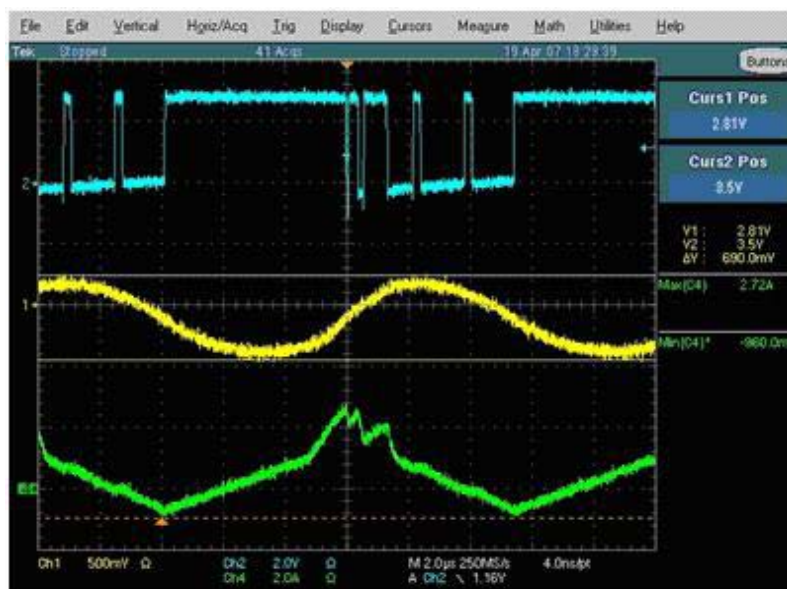 File Edit Vertical Horiz/Acq Trig Display Cursors Measure Math Utilities Help
Tek Stopped 41 Acqs 19 Apr 07 18:28:39
Buttons
Curs1 Pos
2.81V
Curs2 Pos
3.5V
V1: 2.81V
V2: 3.5V
ΔV: 690.0mV
Max(C4) 2.72A
Min(C4)* -960.0m
2
1
Ch1 500mV Ω Ch2 2.0V Ω M 2.0µs 250MS/s 4.0ns/pt
Ch4 2.0A Ω A Ch2 1.16V